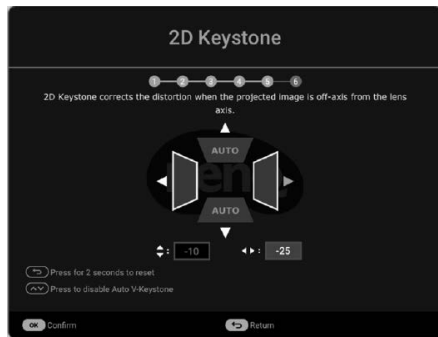 2D Keystone
1 2 3 4 5 6
2D Keystone corrects the distortion when the projected image is off-axis from the lens
axis.
AUTO
BenQ
AUTO
: -10 : -25
Press for 2 seconds to reset
Press to disable Auto V-Keystone
OK Confirm Return